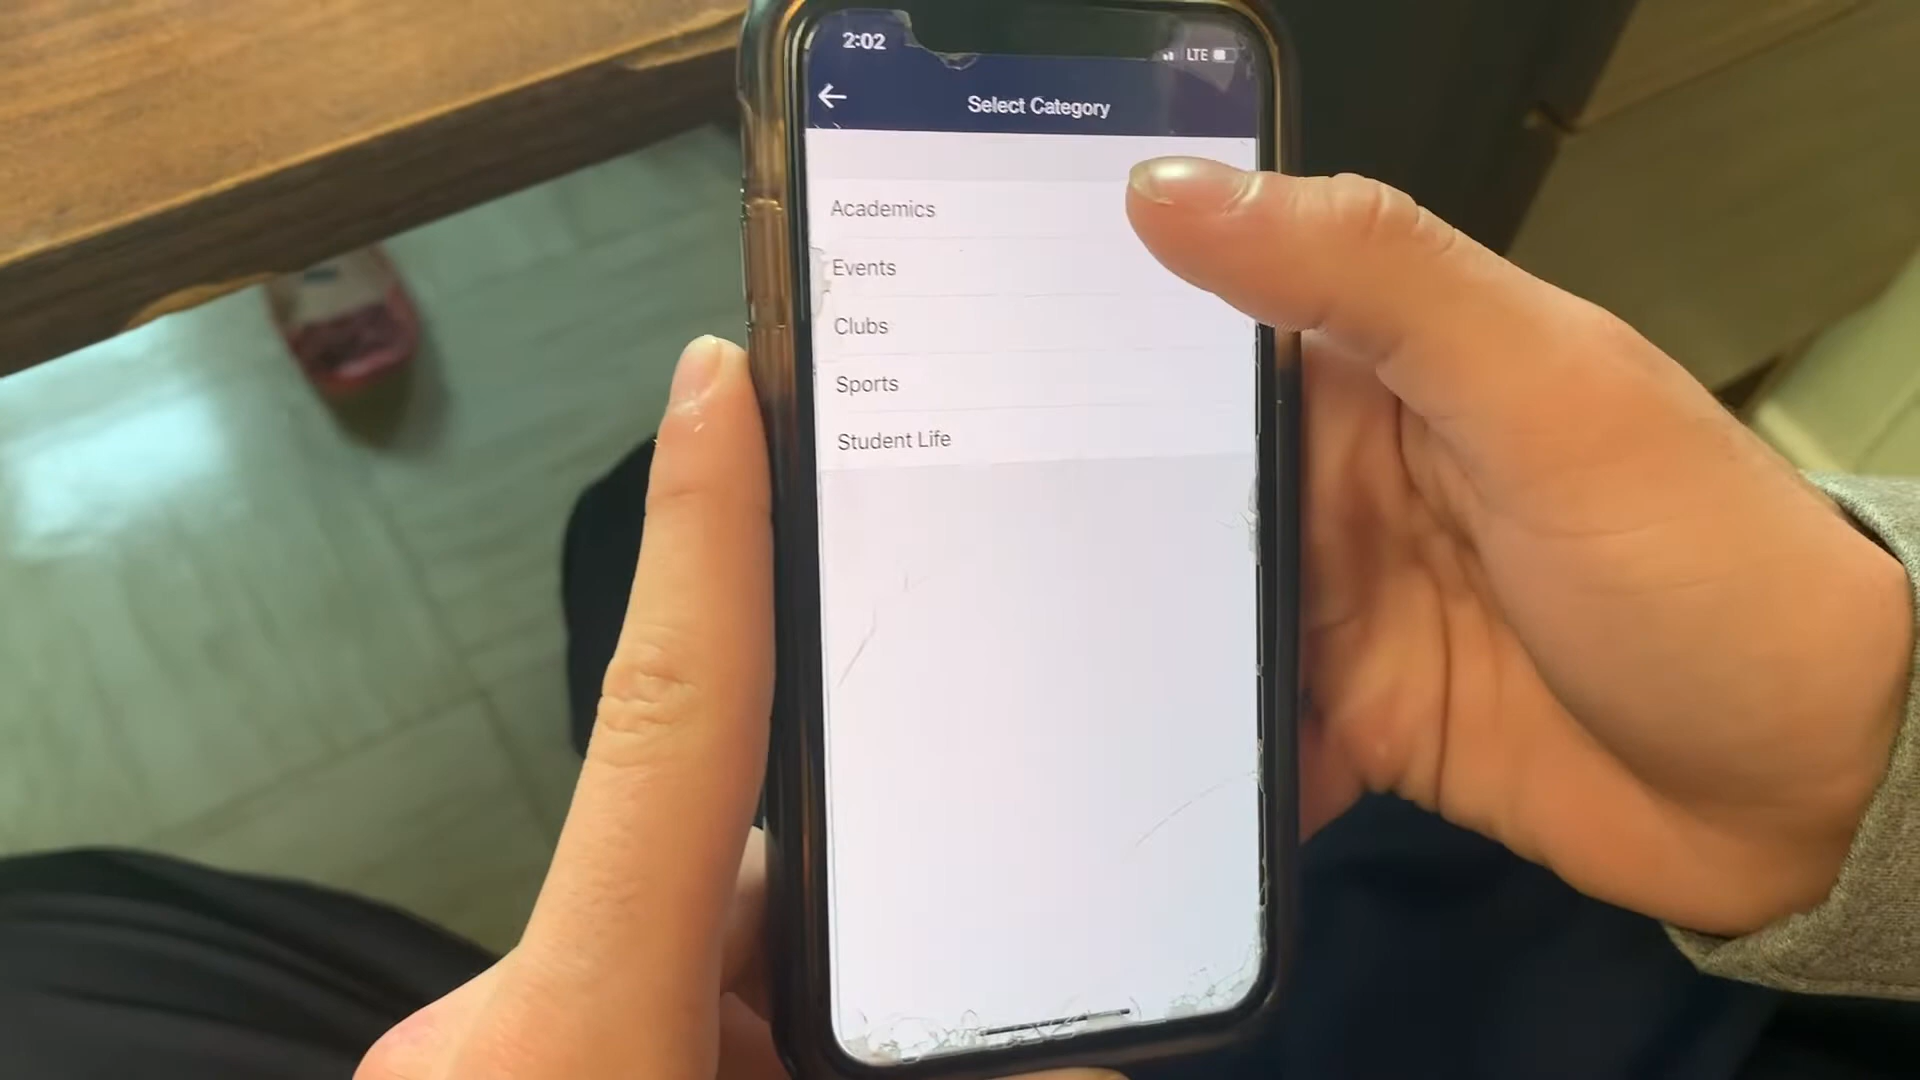 2:02
LTE
Select Category
Academics
Events
Clubs
Sports
Student Life